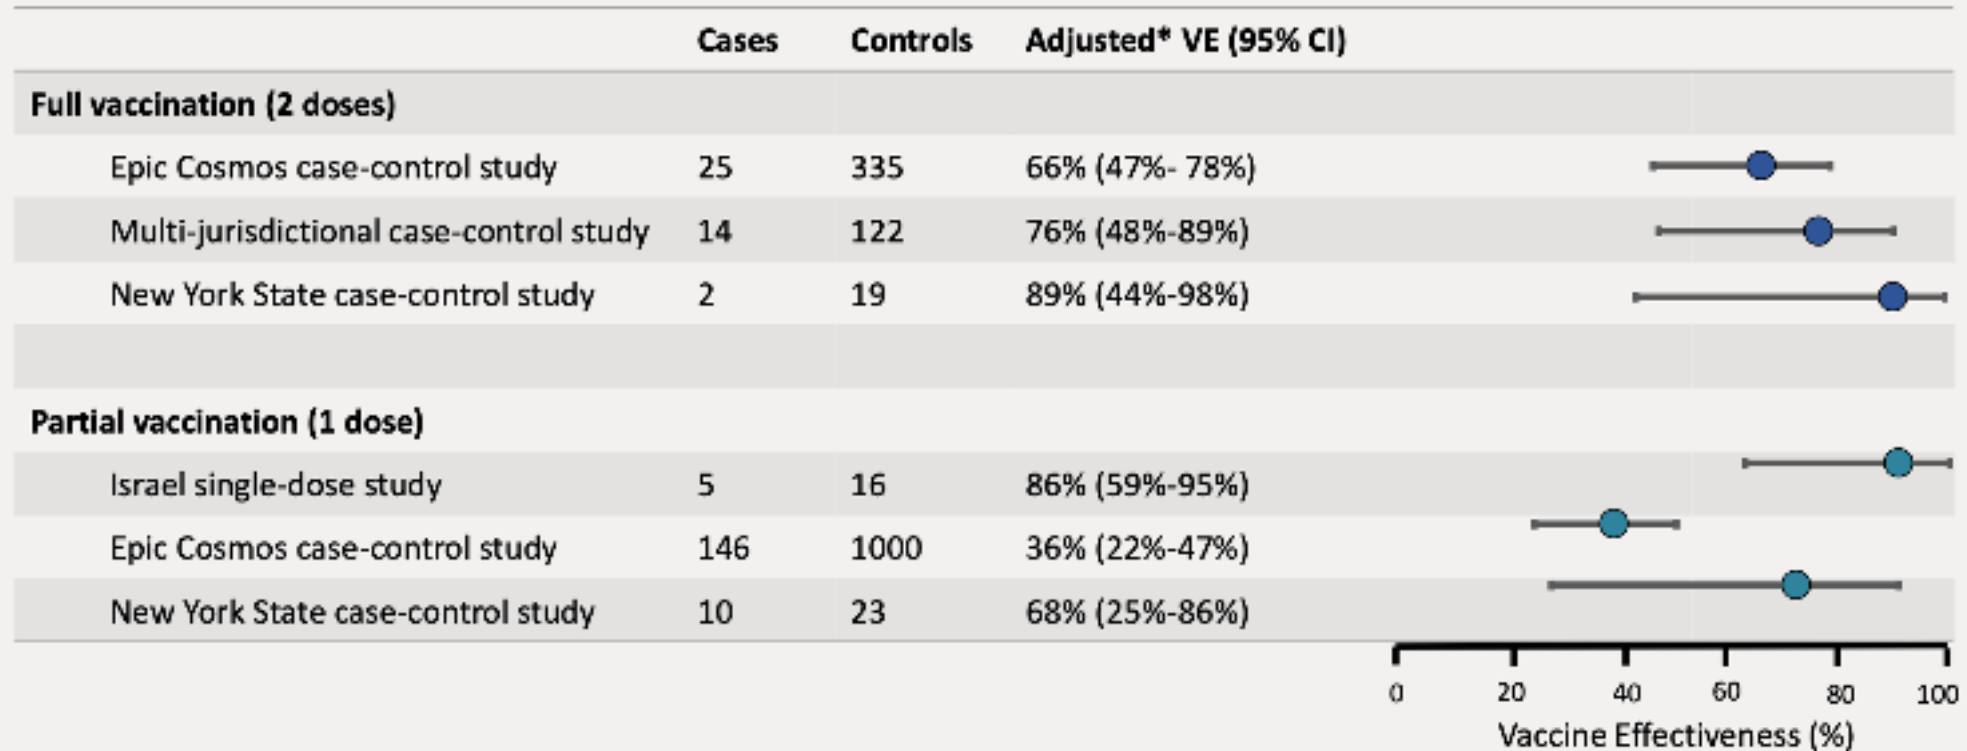 Cases Controls Adjusted* VE (95% CI)
Full vaccination (2 doses)
Epic Cosmos case-control study 25 335 66% (47%- 78%)
Multi-jurisdictional case-control study 14 122 76% (48%-89%)
New York State case-control study 2 19 89% (44%-98%)
Partial vaccination (1 dose)
Israel single-dose study 5 16 86% (59%-95%)
Epic Cosmos case-control study 146 1000 36% (22%-47%)
New York State case-control study 10 23 68% (25%-86%)
0 20 40 60 80 100
Vaccine Effectiveness (%)